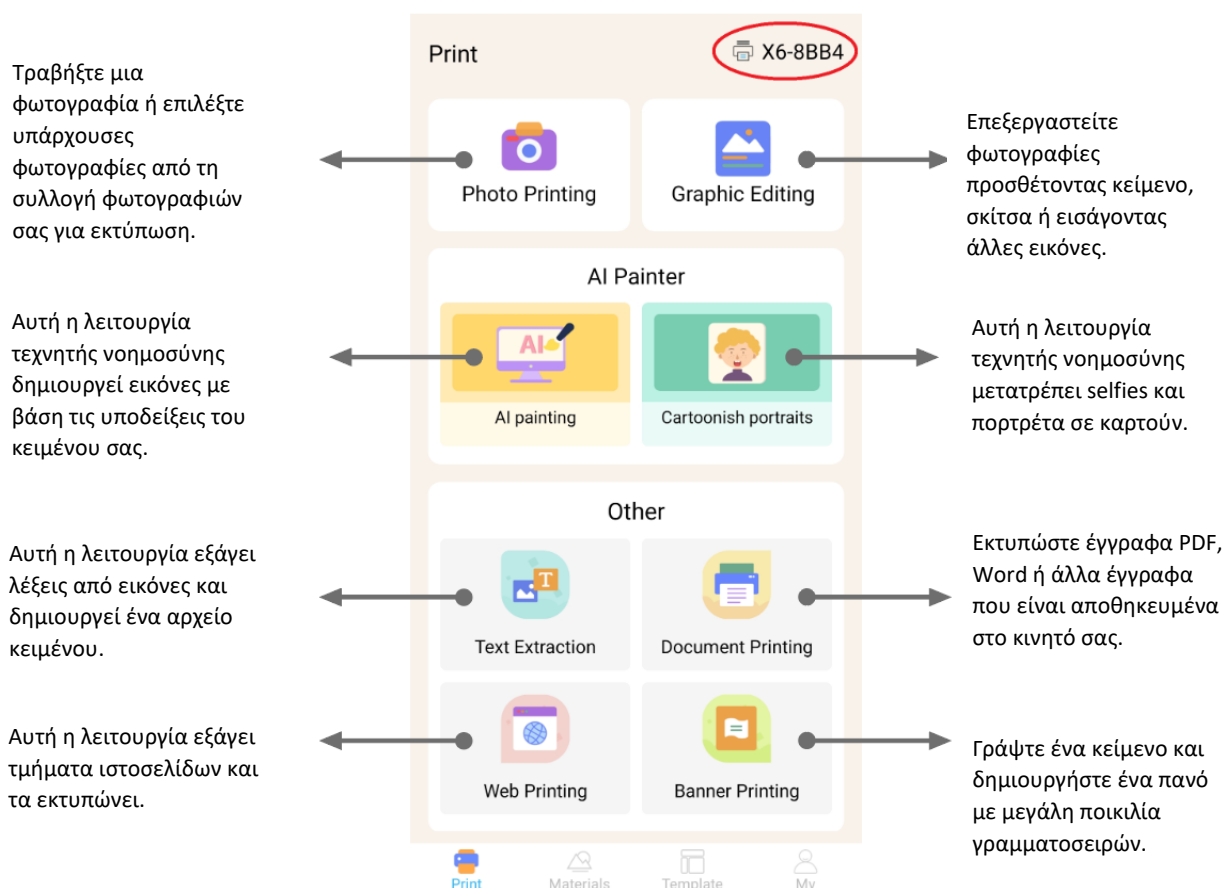 Print
X6-8BB4
Τραβήξτε μια
φωτογραφία ή επιλέξτε
υπάρχουσες
φωτογραφίες από τη
συλλογή φωτογραφιών
σας για εκτύπωση.
Photo Printing
Graphic Editing
Επεξεργαστείτε
φωτογραφίες
προσθέτοντας κείμενο,
σκίτσα ή εισάγοντας
άλλες εικόνες.
AI Painter
Αυτή η λειτουργία
τεχνητής νοημοσύνης
δημιουργεί εικόνες με
βάση τις υποδείξεις του
κειμένου σας.
AI
AI painting
Cartoonish portraits
Αυτή η λειτουργία
τεχνητής νοημοσύνης
μετατρέπει selfies και
πορτρέτα σε καρτούν.
Other
Αυτή η λειτουργία εξάγει
λέξεις από εικόνες και
δημιουργεί ένα αρχείο
κειμένου.
T
Text Extraction
Document Printing
Εκτυπώστε έγγραφα PDF,
Word ή άλλα έγγραφα
που είναι αποθηκευμένα
στο κινητό σας.
Αυτή η λειτουργία εξάγει
τμήματα ιστοσελίδων και
τα εκτυπώνει.
Web Printing
Banner Printing
Γράψτε ένα κείμενο και
δημιουργήστε ένα πανό
με μεγάλη ποικιλία
γραμματοσειρών.
Print
Materials
Template
My